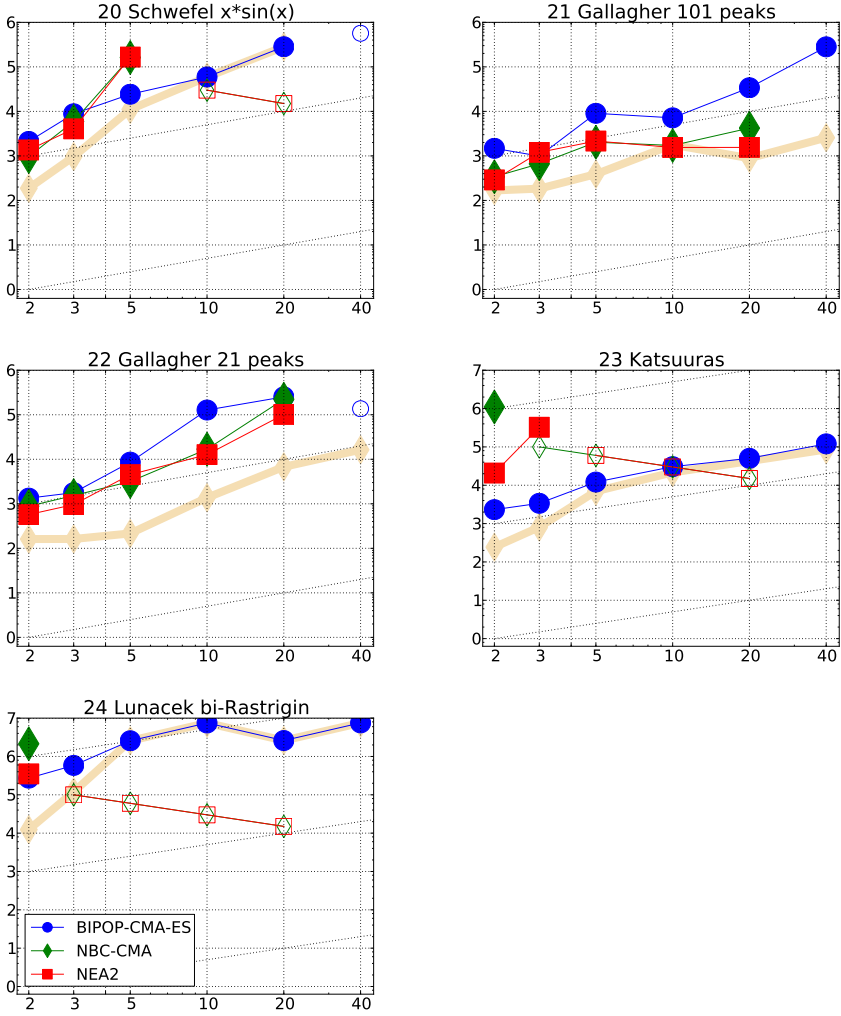 20 Schwefel x*sin(x)
6
5
4
3
2
1
0
2 3 5 10 20 40
21 Gallagher 101 peaks
6
5
4
3
2
1
0
2 3 5 10 20 40
22 Gallagher 21 peaks
6
5
4
3
2
1
0
2 3 5 10 20 40
23 Katsuuras
7
6
5
4
3
2
1
0
2 3 5 10 20 40
24 Lunacek bi-Rastrigin
7
6
5
4
3
2
1
0
2 3 5 10 20 40
BIPOP-CMA-ES
NBC-CMA
NEA2